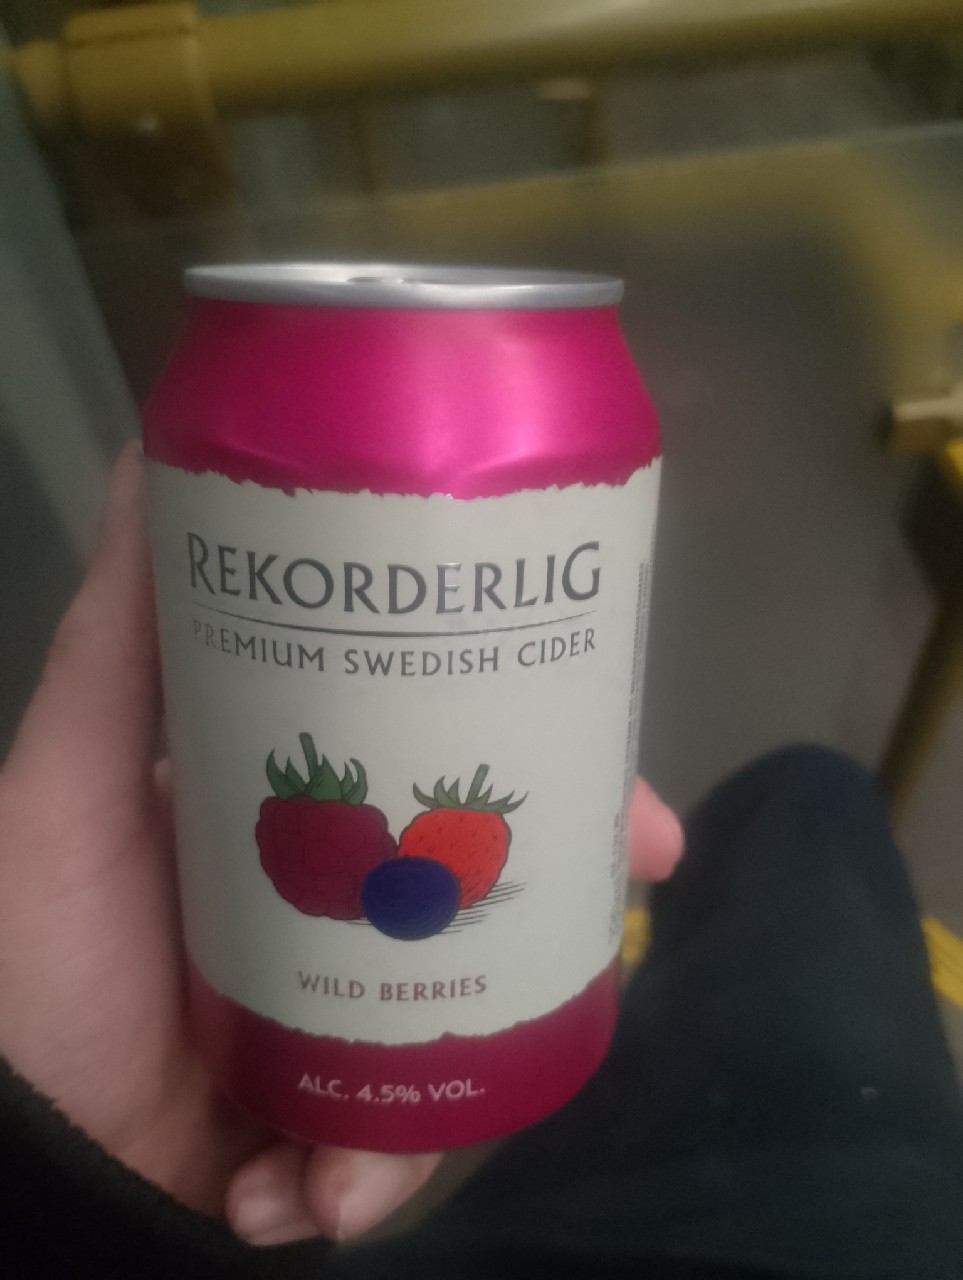 REKORDERLIG
PREMIUM SWEDISH CIDER
WILD BERRIES
ALC. 4.5% VOL.